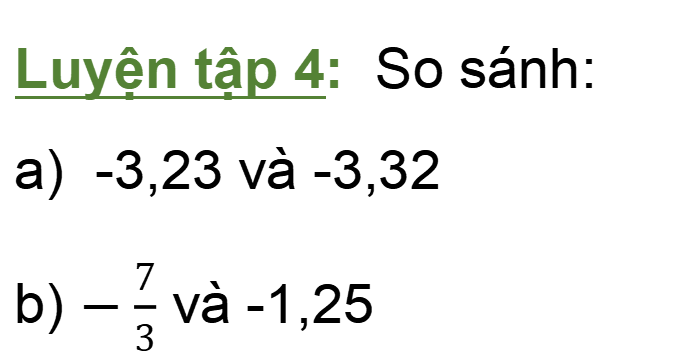 Luyện tập 4: So sánh:
a) -3,23 và -3,32
b) − 7/3 và -1,25